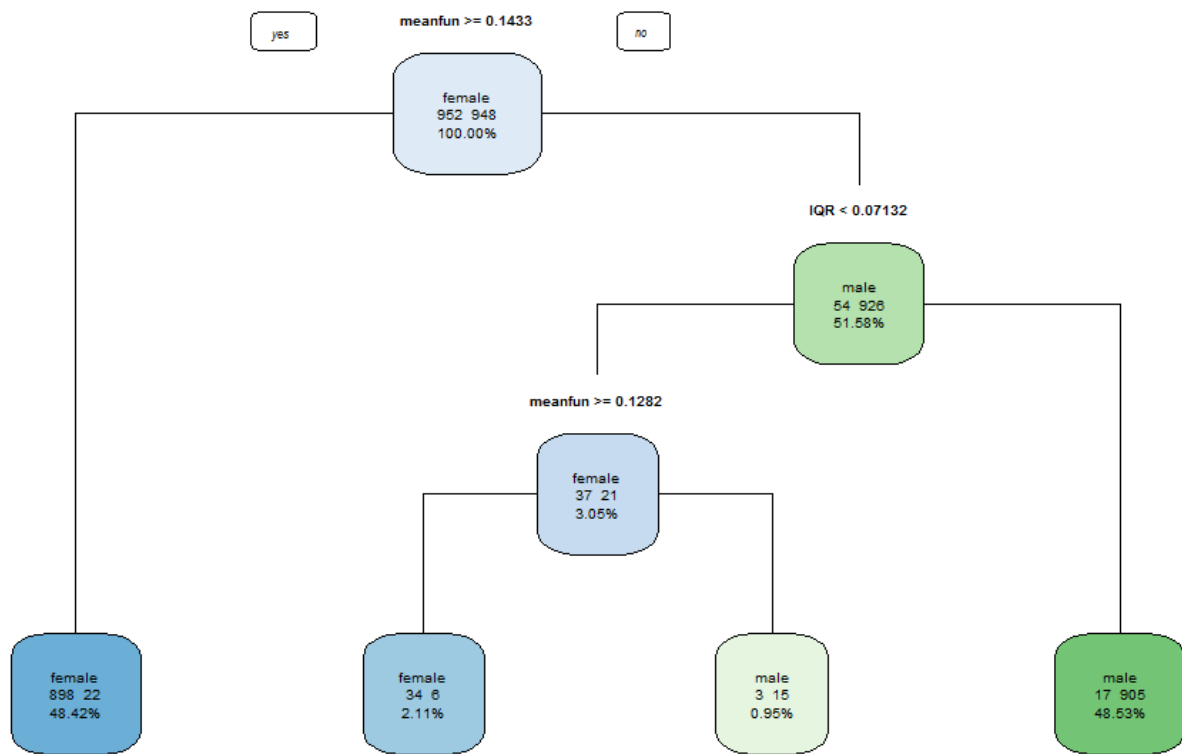 meanfun >= 0.1433
yes
no
female
952 948
100.00%
IQR < 0.07132
male
54 926
51.58%
meanfun >= 0.1282
female
37 21
3.05%
female
898 22
48.42%
female
34 6
2.11%
male
3 15
0.95%
male
17 905
48.53%